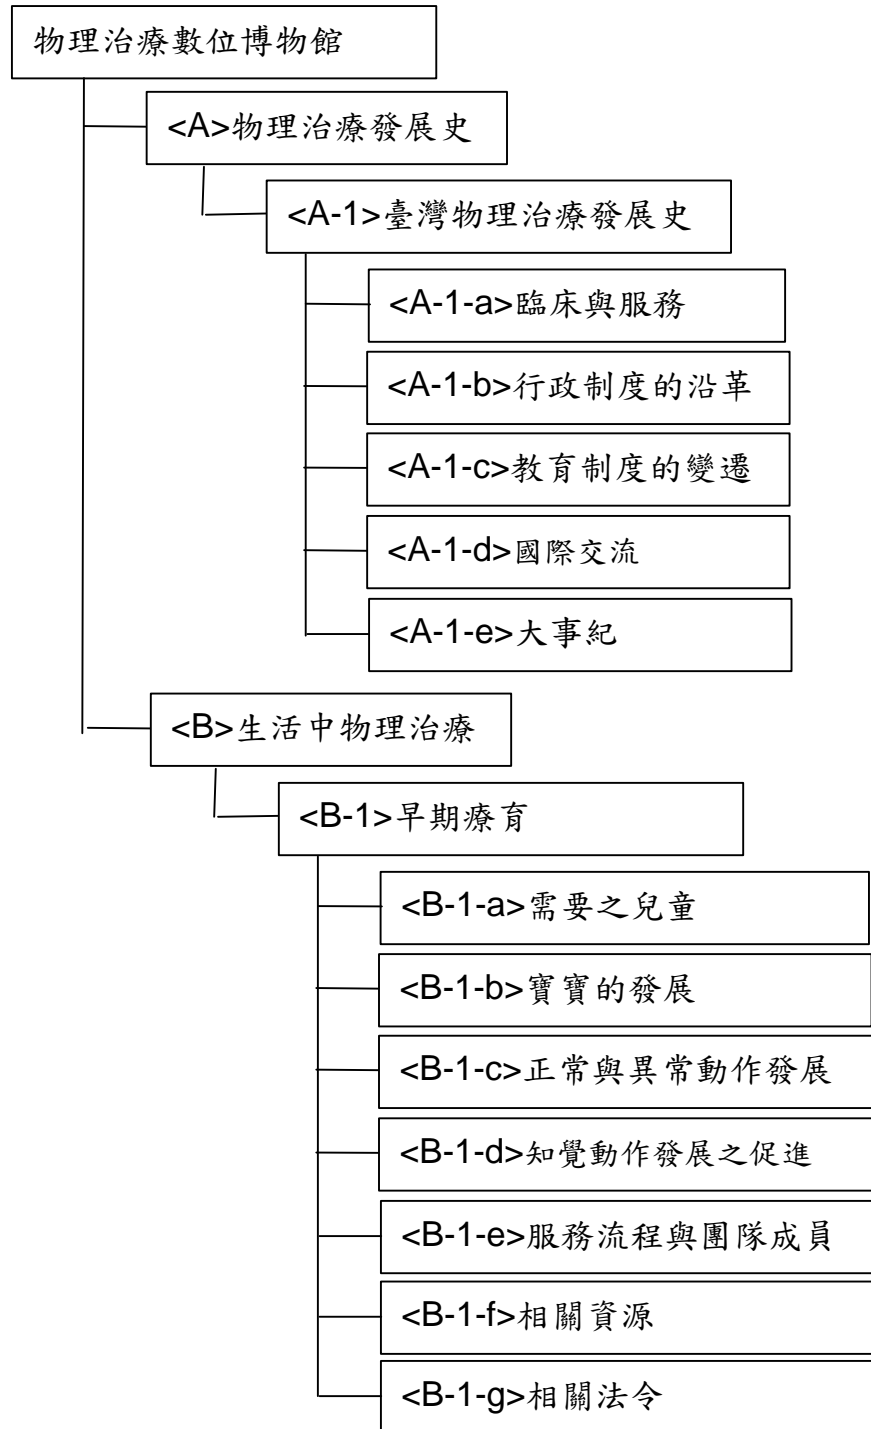 物理治療數位博物館
<A>物理治療發展史
<A-1>臺灣物理治療發展史
<A-1-a>臨床與服務
<A-1-b>行政制度的沿革
<A-1-c>教育制度的變遷
<A-1-d>國際交流
<A-1-e>大事紀
<B>生活中物理治療
<B-1>早期療育
<B-1-a>需要之兒童
<B-1-b>寶寶的發展
<B-1-c>正常與異常動作發展
<B-1-d>知覺動作發展之促進
<B-1-e>服務流程與團隊成員
<B-1-f>相關資源
<B-1-g>相關法令